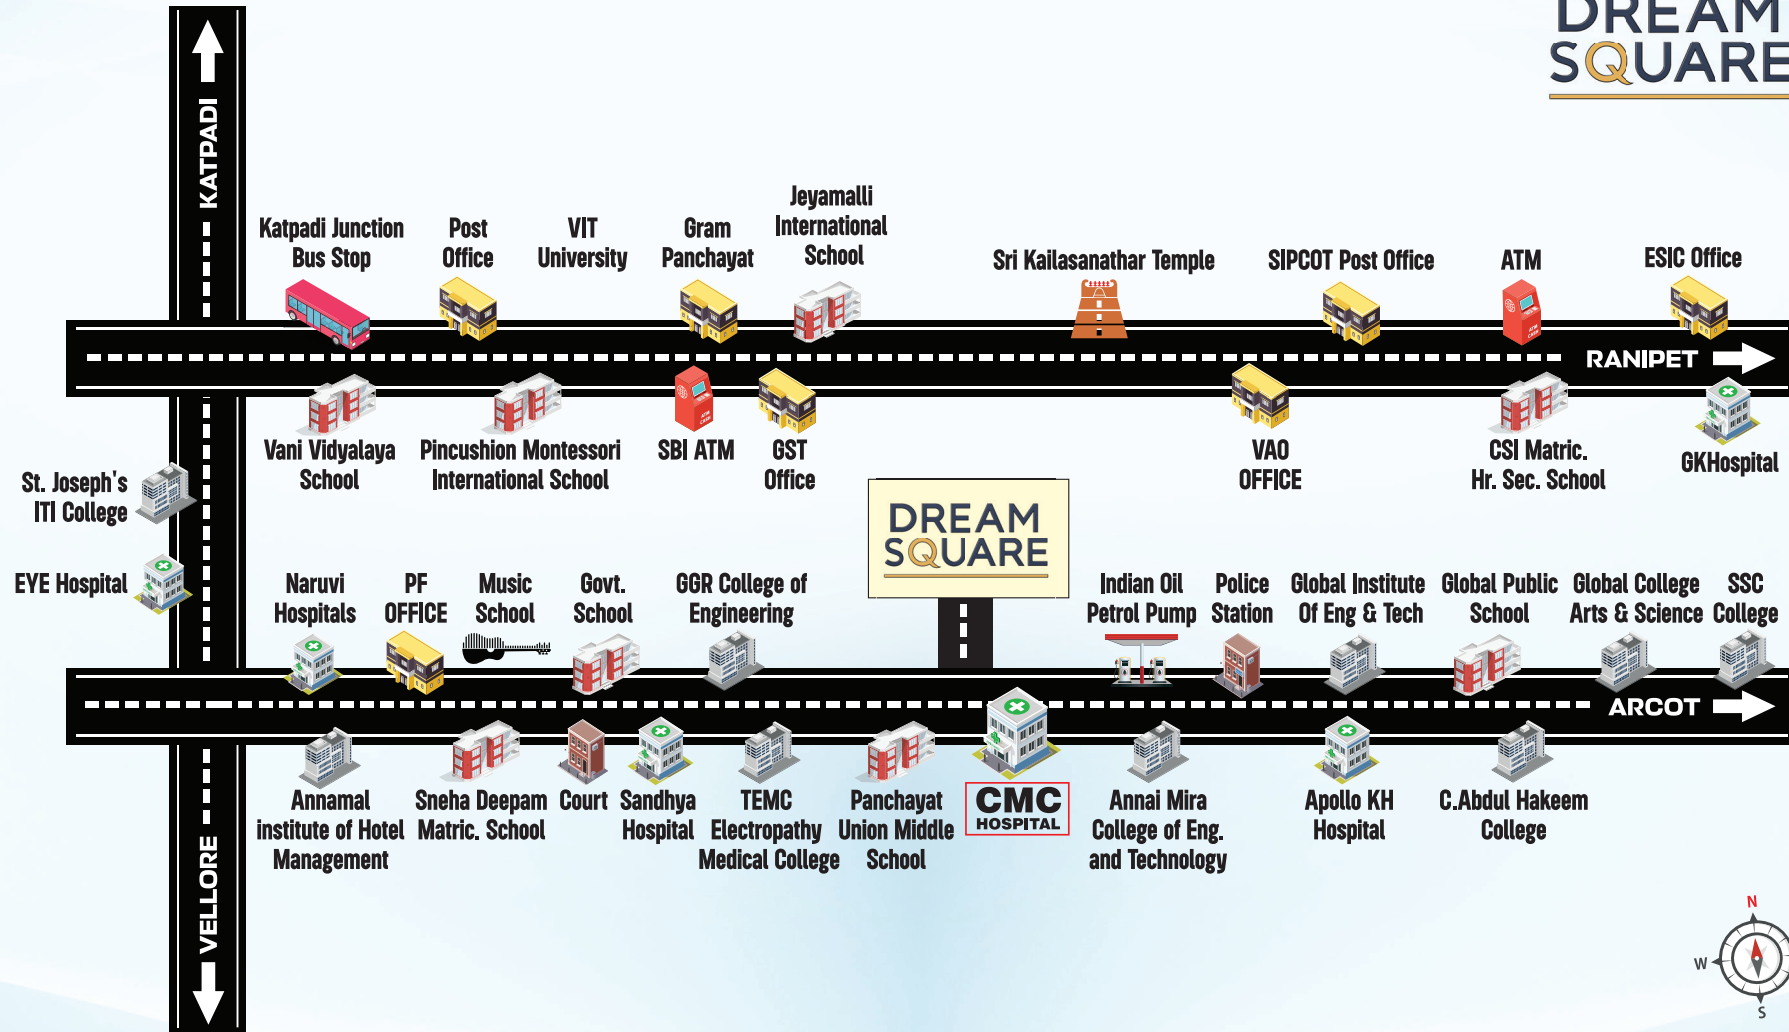 DREAM
SQUARE
KATPADI
Katpadi Junction
Bus Stop
Post
Office
VIT
University
Gram
Panchayat
Jeyamalli
International
School
Sri Kailasanathar Temple
SIPCOT Post Office
ATM
ESIC Office
RANIPET
Vani Vidyalaya
School
Pincushion Montessori
International School
SBI ATM
GST
Office
VAO
OFFICE
CSI Matric.
Hr. Sec. School
GKHospital
St. Joseph's
ITI College
EYE Hospital
DREAM
SQUARE
Naruvi
Hospitals
PF
OFFICE
Music
School
Govt.
School
GGR College of
Engineering
Indian Oil
Petrol Pump
Police
Station
Global Institute
Of Eng & Tech
Global Public
School
Global College
Arts & Science
SSC
College
ARCOT
Annamal
institute of Hotel
Management
Sneha Deepam
Matric. School
Court
Sandhya
Hospital
TEMC
Electropathy
Medical College
Panchayat
Union Middle
School
CMC
HOSPITAL
Annai Mira
College of Eng.
and Technology
Apollo KH
Hospital
C.Abdul Hakeem
College
VELLORE
N
W
S